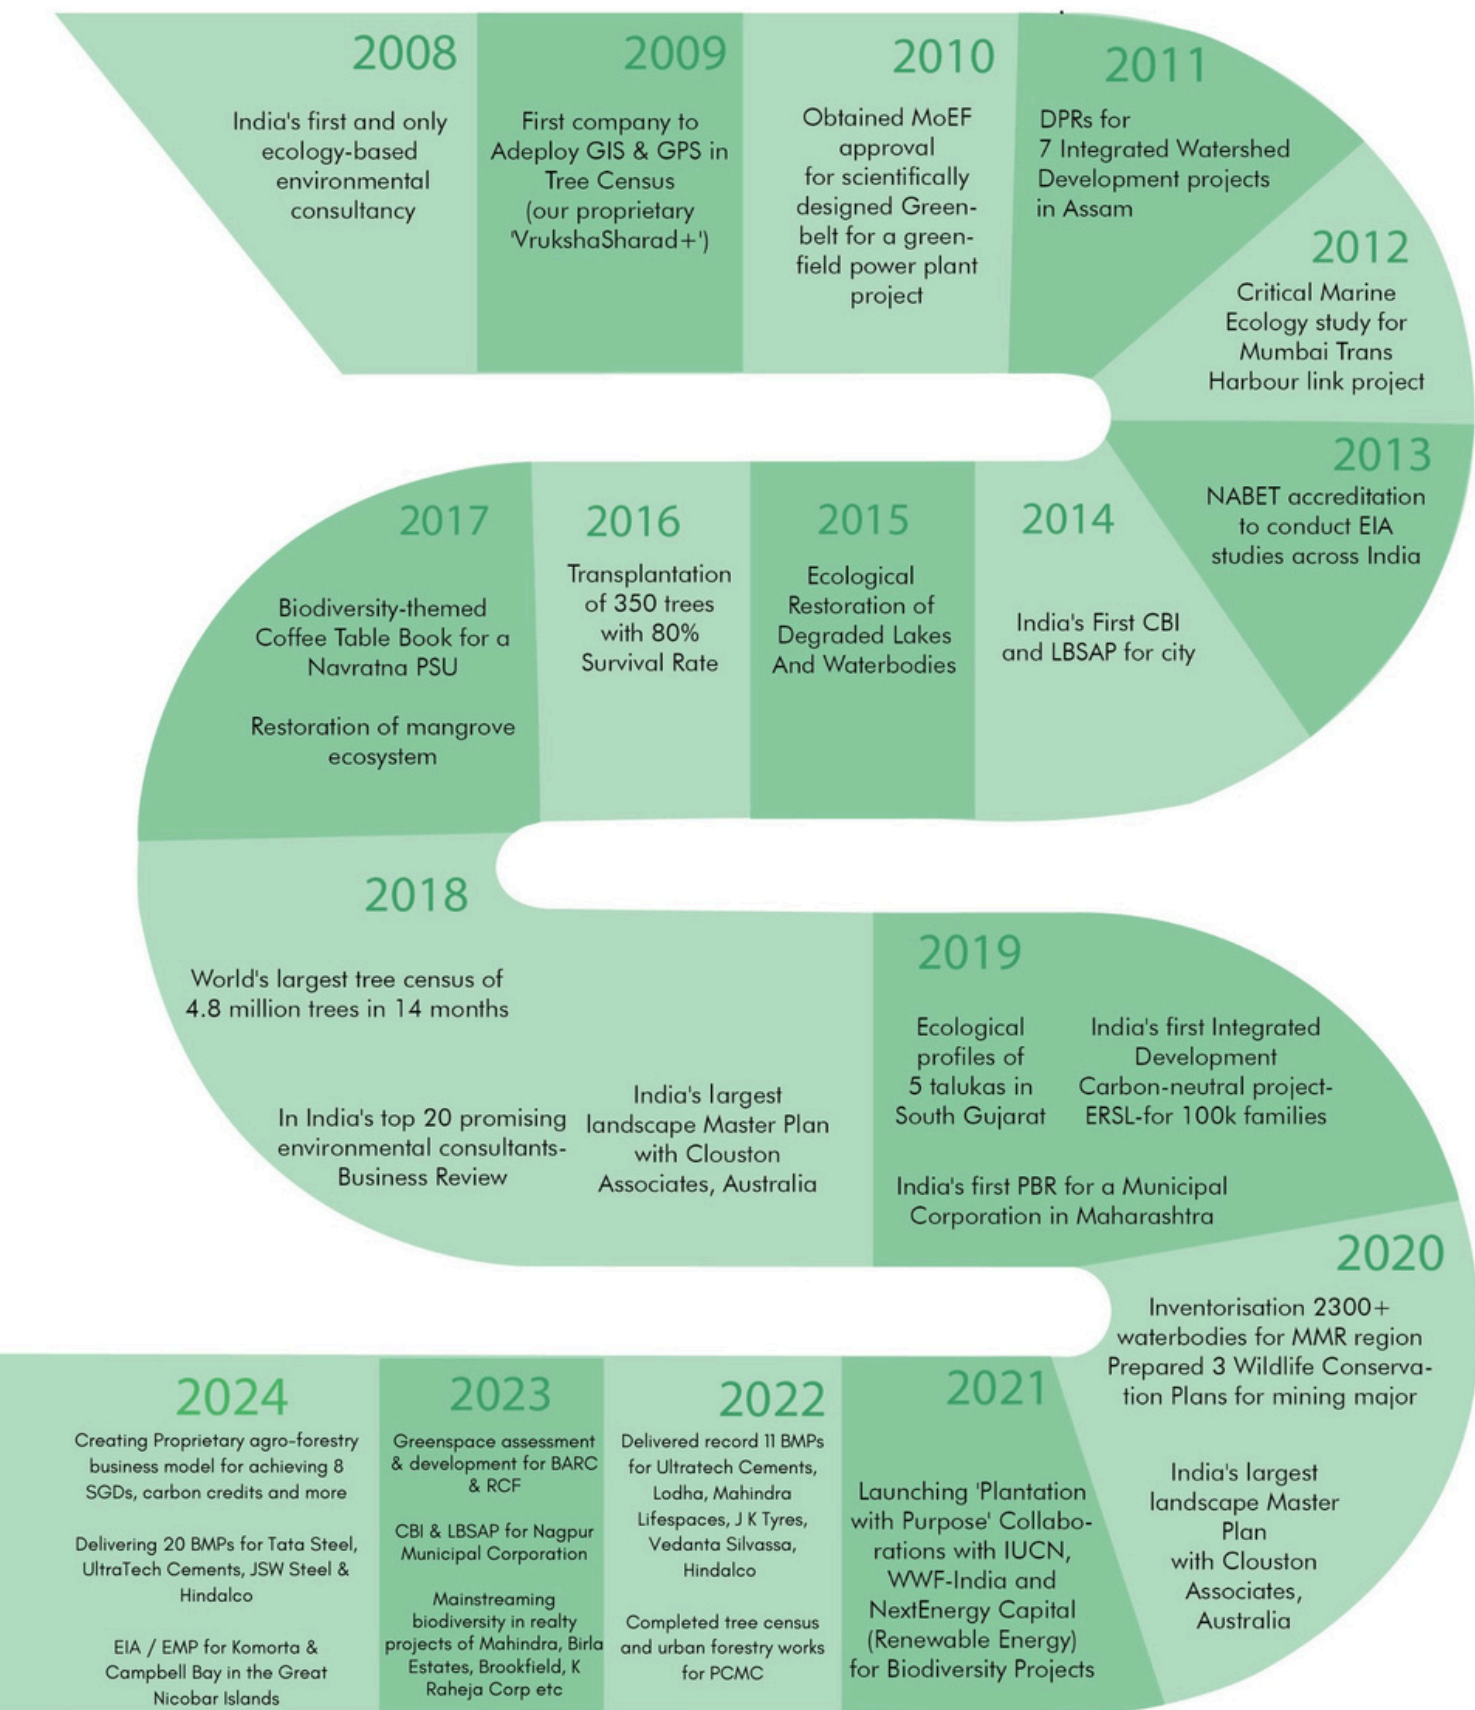 2008
India's first and only
ecology-based
environmental
consultancy
2009
First company to
Adeploy GIS & GPS in
Tree Census
(our proprietary
'VrukshaSharad+')
2010
Obtained MoEF
approval
for scientifically
designed Green-
belt for a green-
field power plant
project
2011
DPRs for
7 Integrated Watershed
Development projects
in Assam
2012
Critical Marine
Ecology study for
Mumbai Trans
Harbour link project
2013
NABET accreditation
to conduct EIA
studies across India
2014
India's First CBI
and LBSAP for city
2015
Ecological
Restoration of
Degraded Lakes
And Waterbodies
2016
Transplantation
of 350 trees
with 80%
Survival Rate
2017
Biodiversity-themed
Coffee Table Book for a
Navratna PSU
Restoration of mangrove
ecosystem
2018
World's largest tree census of
4.8 million trees in 14 months
In India's top 20 promising
environmental consultants-
Business Review
India's largest
landscape Master Plan
with Clouston
Associates, Australia
2019
Ecological
profiles of
5 talukas in
South Gujarat
India's first Integrated
Development
Carbon-neutral project-
ERSL-for 100k families
India's first PBR for a Municipal
Corporation in Maharashtra
2020
Inventorisation 2300+
waterbodies for MMR region
Prepared 3 Wildlife Conserva-
tion Plans for mining major
India's largest
landscape Master
Plan
with Clouston
Associates,
Australia
2021
Launching 'Plantation
with Purpose' Collabo-
rations with IUCN,
WWF-India and
NextEnergy Capital
(Renewable Energy)
for Biodiversity Projects
2022
Delivered record 11 BMPs
for Ultratech Cements,
Lodha, Mahindra
Lifespaces, J K Tyres,
Vedanta Silvassa,
Hindalco
Completed tree census
and urban forestry works
for PCMC
2023
Greenspace assessment
& development for BARC
& RCF
CBI & LBSAP for Nagpur
Municipal Corporation
Mainstreaming
biodiversity in realty
projects of Mahindra, Birla
Estates, Brookfield, K
Raheja Corp etc
2024
Creating Proprietary agro-forestry
business model for achieving 8
SGDs, carbon credits and more
Delivering 20 BMPs for Tata Steel,
UltraTech Cements, JSW Steel &
Hindalco
EIA / EMP for Komorta &
Campbell Bay in the Great
Nicobar Islands